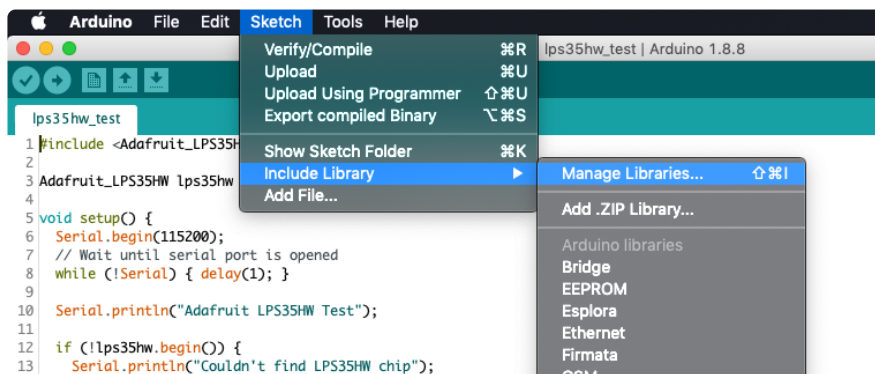 Arduino File Edit Sketch Tools Help
lps35hw_test | Arduino 1.8.8
Verify/Compile ⌘R
Upload ⌘U
Upload Using Programmer ⇧⌘U
Export compiled Binary ⌥⌘S
Show Sketch Folder ⌘K
Include Library ▶
Add File...
Manage Libraries... ⇧⌘I
Add .ZIP Library...
Arduino libraries
Bridge
EEPROM
Esplora
Ethernet
Firmata
lps35hw_test
1 #include <Adafruit_LPS35H
2
3 Adafruit_LPS35HW lps35hw
4
5 void setup() {
6 Serial.begin(115200);
7 // Wait until serial port is opened
8 while (!Serial) { delay(1); }
9
10 Serial.println("Adafruit LPS35HW Test");
11
12 if (!lps35hw.begin()) {
13 Serial.println("Couldn't find LPS35HW chip");